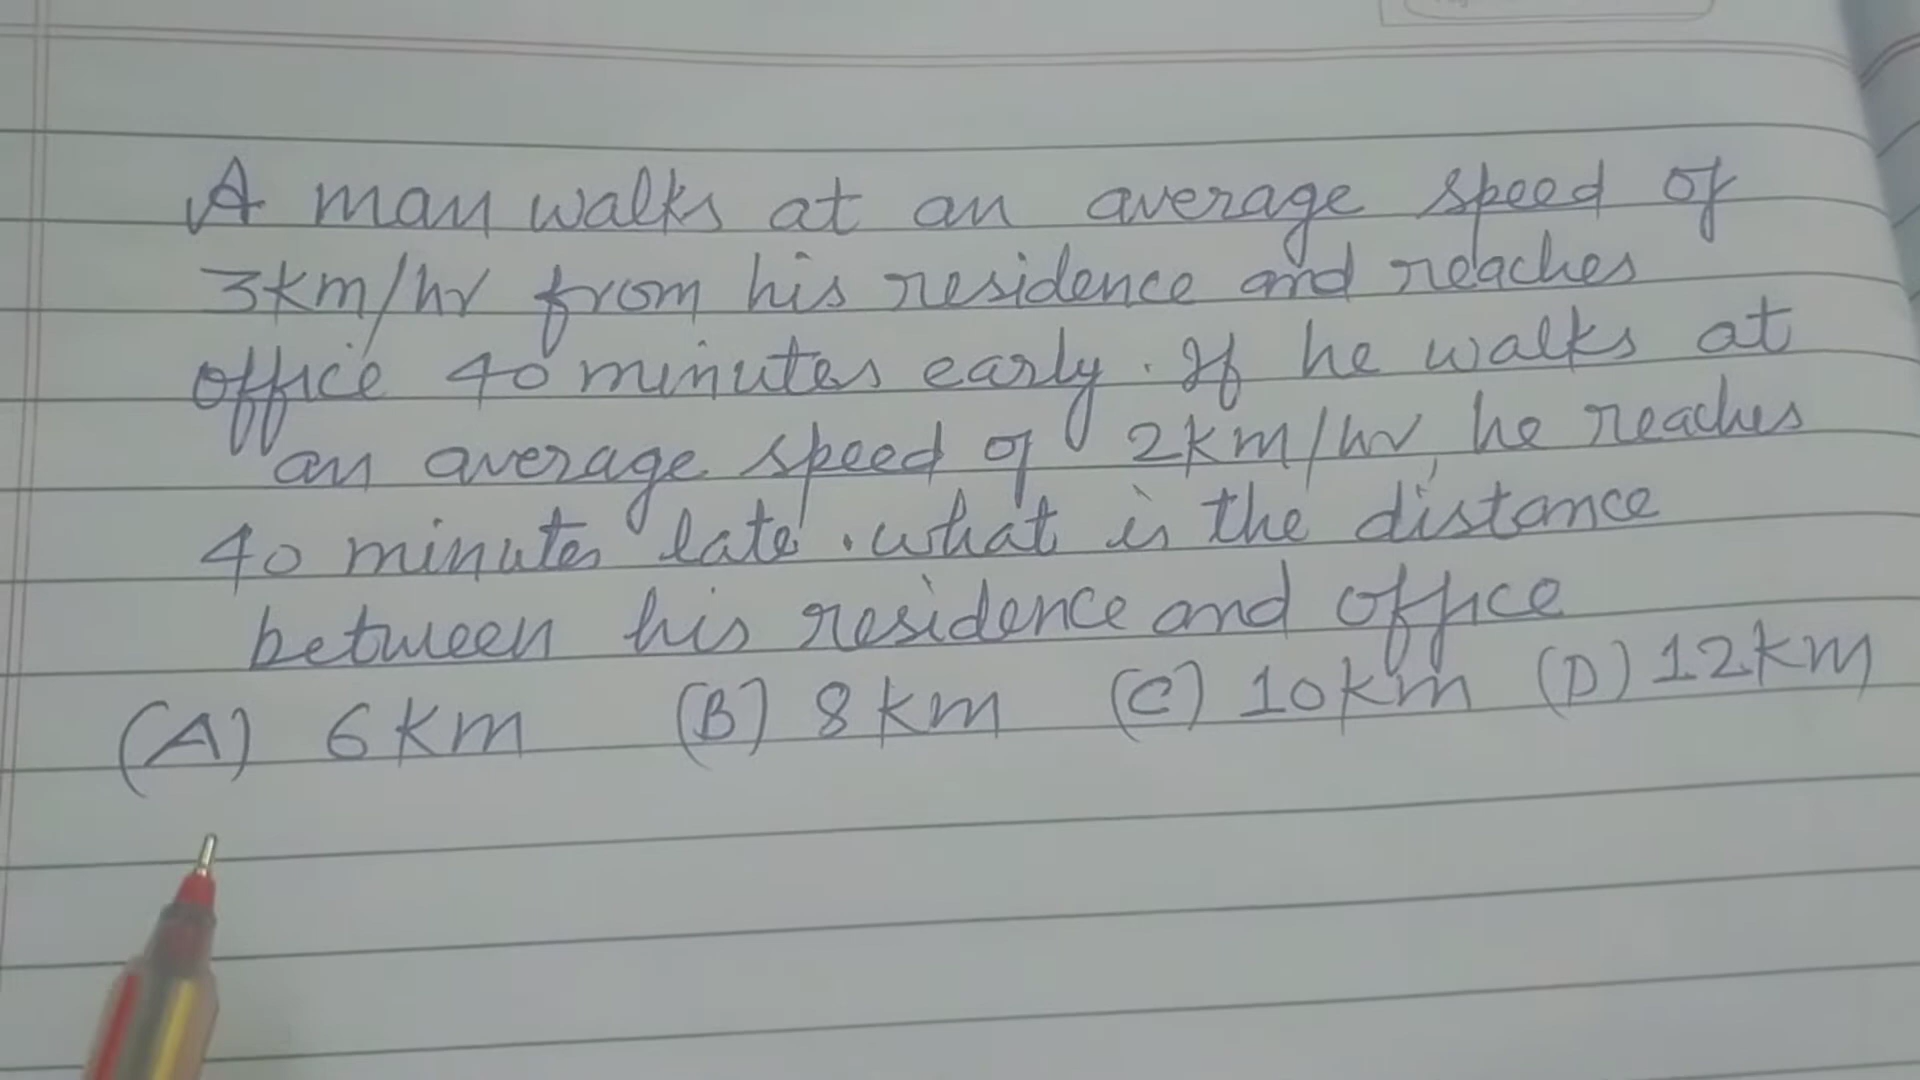 A man walks at an average speed of
3km/hr from his residence and reaches
office 40 minutes early. If he walks at
an average speed of 2km/hr, he reaches
40 minutes late. what is the distance
between his residence and office
(A) 6km (B) 8km (C) 10km (D) 12km